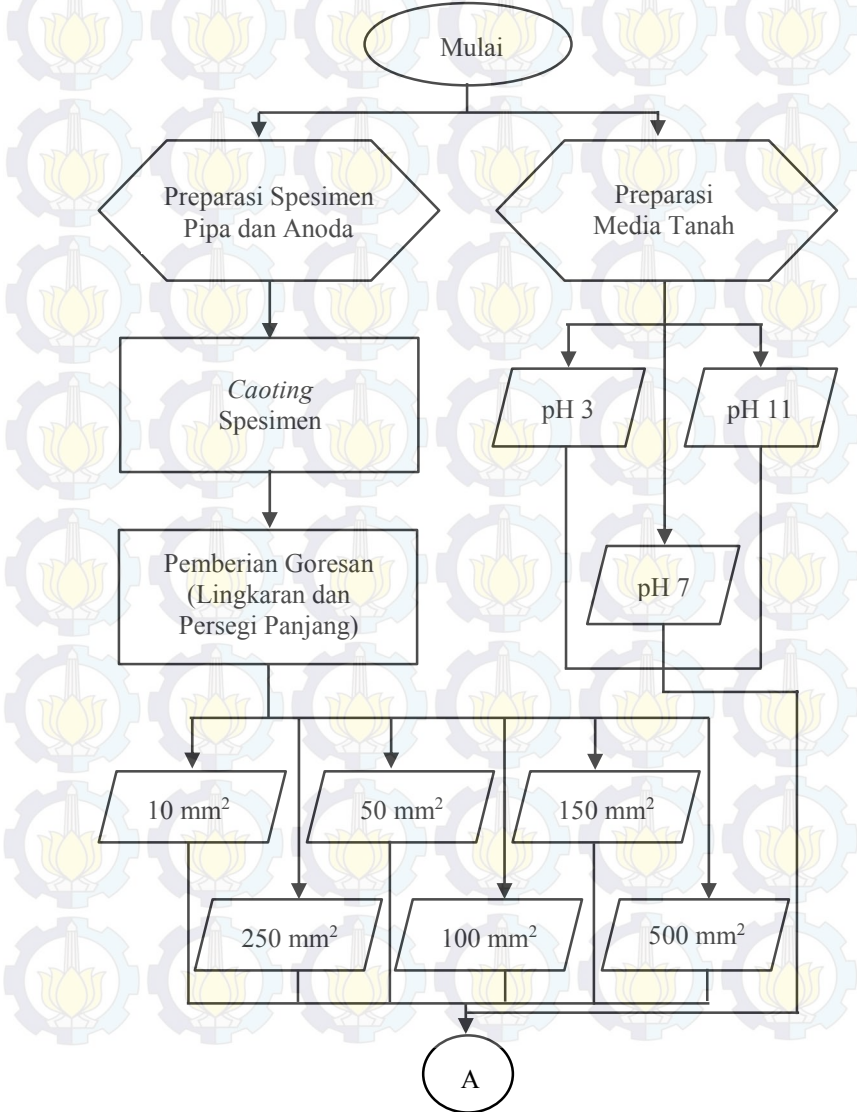 Mulai
Preparasi Spesimen
Pipa dan Anoda
Preparasi
Media Tanah
Caoting
Spesimen
pH 3
pH 11
Pemberian Goresan
(Lingkaran dan
Persegi Panjang)
pH 7
10 mm²
50 mm²
150 mm²
250 mm²
100 mm²
500 mm²
A